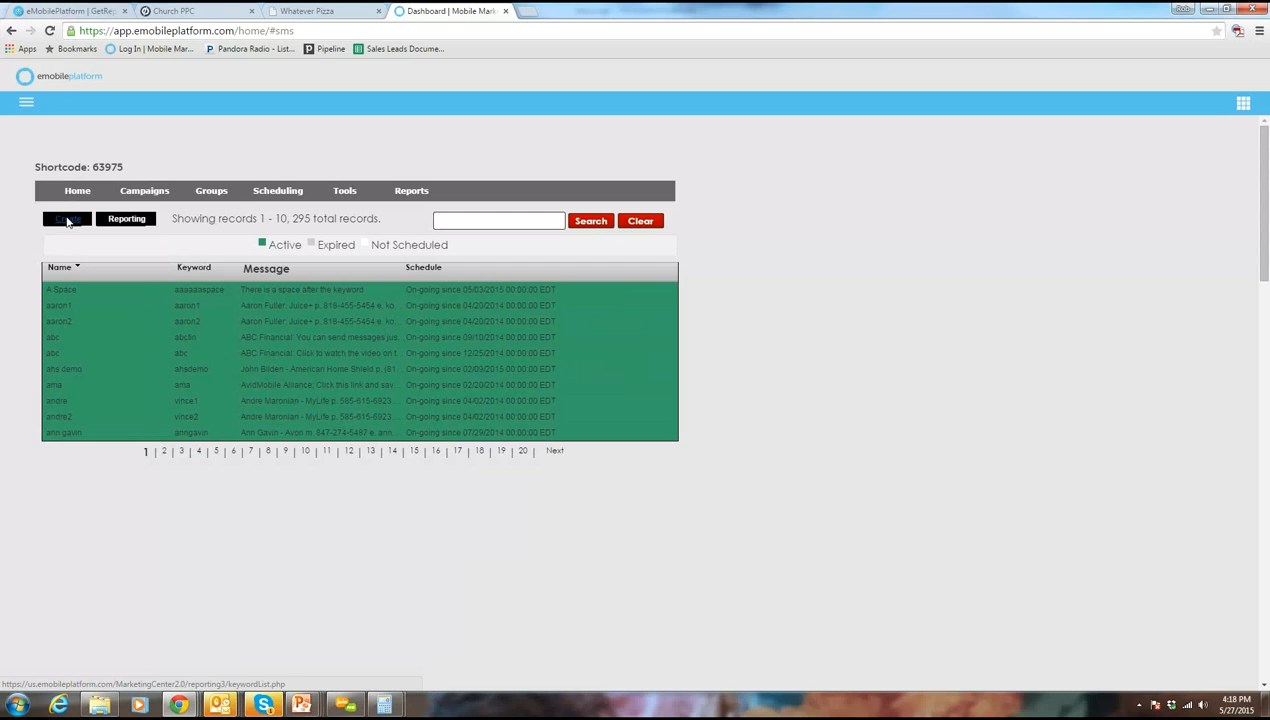 eMobilePlatform | GetRe
Church PPC
Whatever Pizza
Dashboard | Mobile Mark
Rob
https://app.emobileplatform.com/home/#sms
Apps
Bookmarks
Log In | Mobile Mar...
Pandora Radio - List...
Pipeline
Sales Leads Docume...
emobileplatform
Shortcode: 63975
Home
Campaigns
Groups
Scheduling
Tools
Reports
Create
Reporting
Showing records 1 - 10, 295 total records.
Search
Clear
Active
Expired
Not Scheduled
Name Keyword Message Schedule
A Space aaaaaaspace There is a space after the keyword On-going since 05/03/2015 00:00:00 EDT
aaron1 aaron1 Aaron Fuller: Juice+ p. 816-455-5454 e. ko... On-going since 04/20/2014 00:00:00 EDT
aaron2 aaron2 Aaron Fuller: Juice+ p. 816-455-5454 e. ko... On-going since 04/20/2014 00:00:00 EDT
abc abcfin ABC Financial: You can send messages jus... On-going since 09/10/2014 00:00:00 EDT
abc abc ABC Financial: Click to watch the video on t... On-going since 12/25/2014 00:00:00 EDT
ahs demo ahsdemo John Bilden - American Home Shield p. (81... On-going since 02/09/2015 00:00:00 EDT
ama ama AvidMobile Alliance; Click this link and sav... On-going since 02/20/2014 00:00:00 EDT
andre vince1 Andre Maronian - MyLife p. 585-615-6923... On-going since 04/02/2014 00:00:00 EDT
andre2 vince2 Andre Maronian - MyLife p. 585-615-6923... On-going since 04/02/2014 00:00:00 EDT
ann gavin anngavin Ann Gavin - Avon m. 847-274-5487 e. ann... On-going since 07/29/2014 00:00:00 EDT
1 | 2 | 3 | 4 | 5 | 6 | 7 | 8 | 9 | 10 | 11 | 12 | 13 | 14 | 15 | 16 | 17 | 18 | 19 | 20 | Next
https://us.emobileplatform.com/MarketingCenter2.0/reporting3/keywordList.php
4:18 PM
5/27/2015